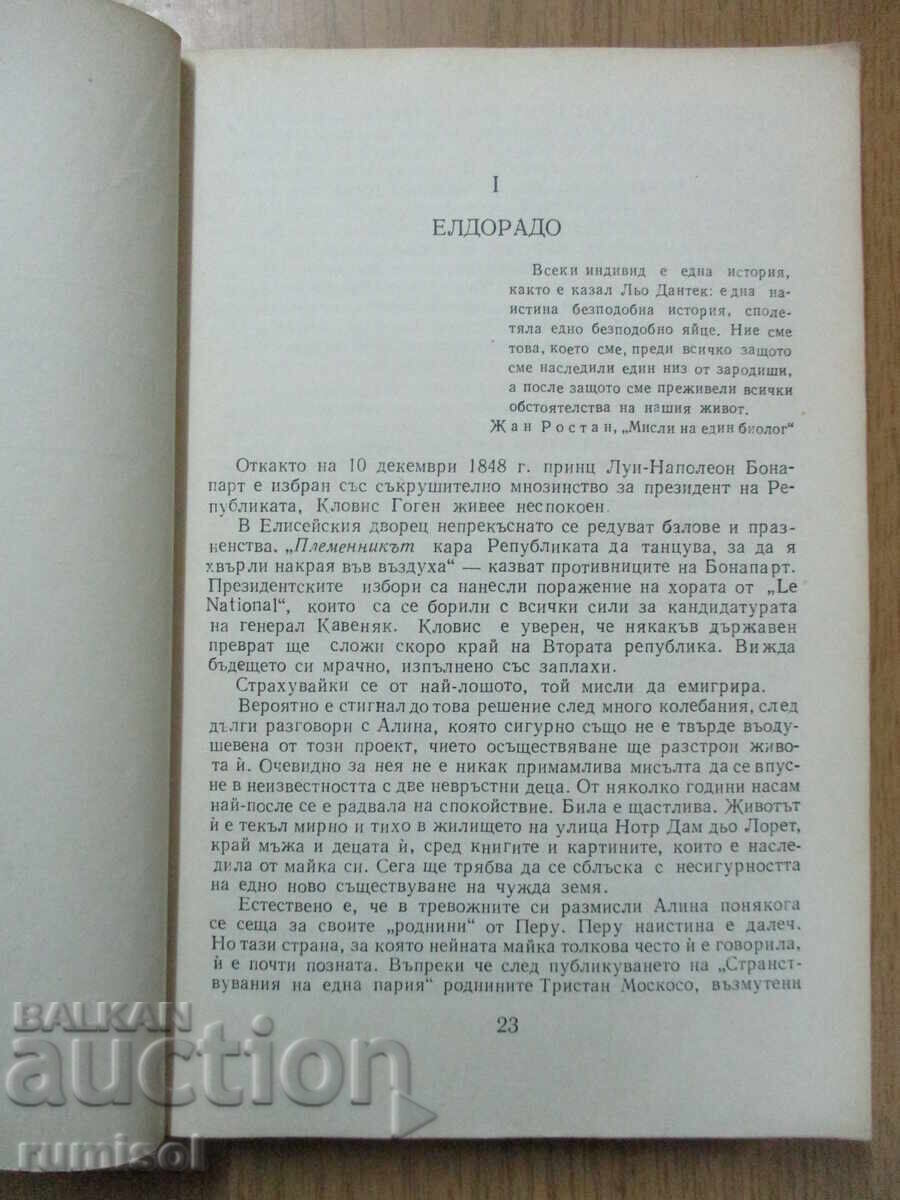 I
ЕЛДОРАДО
Всеки индивид е една история,
както е казал Льо Дантек: една на-
истина безподобна история, споле-
тяла едно безподобно яйце. Ние сме
това, което сме, преди всичко защото
сме наследили един низ от зародиши,
а после защото сме преживели всички
обстоятелства на нашия живот.
Жан Ростан, „Мисли на един биолог“
Откакто на 10 декември 1848 г. принц Луи-Наполеон Бона-
парт е избран със съкрушително мнозинство за президент на Ре-
публиката, Кловис Гоген живее неспокоен.
В Елисейския дворец непрекъснато се редуват балове и праз-
ненства. „Племенникът кара Републиката да танцува, за да я
хвърли накрая във въздуха“ — казват противниците на Бонапарт.
Президентските избори са нанесли поражение на хората от „Le
National“, които са се борили с всички сили за кандидатурата
на генерал Кавеняк. Кловис е уверен, че някакъв държавен
преврат ще сложи скоро край на Втората република. Вижда
бъдещето си мрачно, изпълнено със заплахи.
Страхувайки се от най-лошото, той мисли да емигрира.
Вероятно е стигнал до това решение след много колебания, след
дълги разговори с Алина, която сигурно също не е твърде въоду-
шевена от този проект, чието осъществяване ще разстрои живо-
та ѝ. Очевидно за нея не е никак примамлива мисълта да се впус-
не в неизвестността с две невръстни деца. От няколко години насам
най-после се е радвала на спокойствие. Била е щастлива. Животът
ѝ е текъл мирно и тихо в жилището на улица Нотр Дам дьо Лорет,
край мъжа и децата ѝ, сред книгите и картините, които е насле-
дила от майка си. Сега ще трябва да се сблъска с несигурността
на едно ново съществуване на чужда земя.
Естествено е, че в тревожните си размисли Алина понякога
се сеща за своите „роднини“ от Перу. Перу наистина е далеч.
Но тази страна, за която нейната майка толкова често ѝ е говорила,
ѝ е почти позната. Въпреки че след публикуването на „Странст-
вувания на една пария“ роднините Тристан Москосо, възмутени
23
BALKAN
auction
rumisol